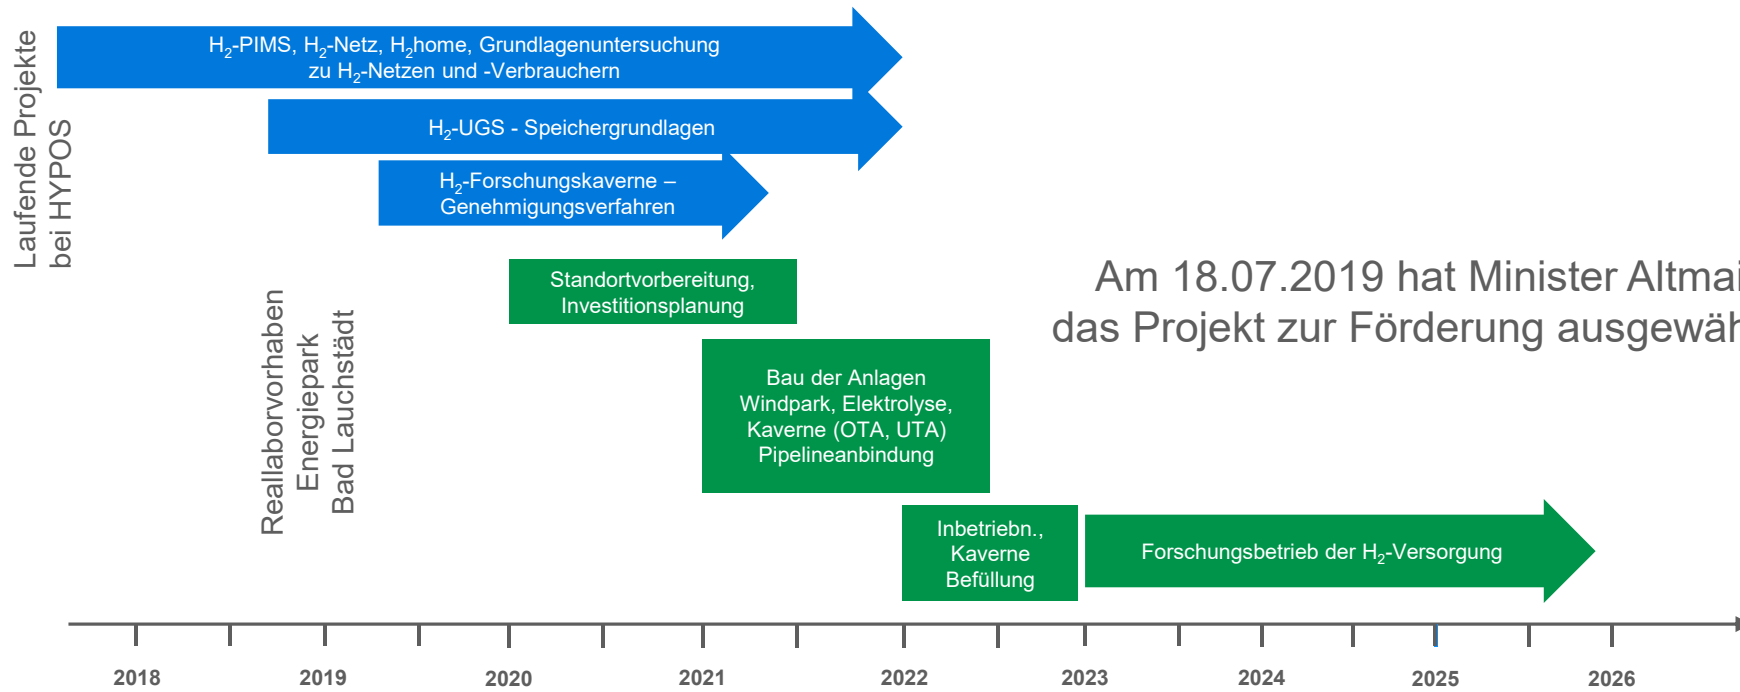 Laufende Projekte
bei HYPOS
H2-PIMS, H2-Netz, H2home, Grundlagenuntersuchung
zu H2-Netzen und -Verbrauchern
H2-UGS - Speichergrundlagen
H2-Forschungskaverne –
Genehmigungsverfahren
Reallaborvorhaben
Energiepark
Bad Lauchstädt
Standortvorbereitung,
Investitionsplanung
Am 18.07.2019 hat Minister Altmai
das Projekt zur Förderung ausgewäh
Bau der Anlagen
Windpark, Elektrolyse,
Kaverne (OTA, UTA)
Pipelineanbindung
Inbetriebn.,
Kaverne
Befüllung
Forschungsbetrieb der H2-Versorgung
2018 2019 2020 2021 2022 2023 2024 2025 2026